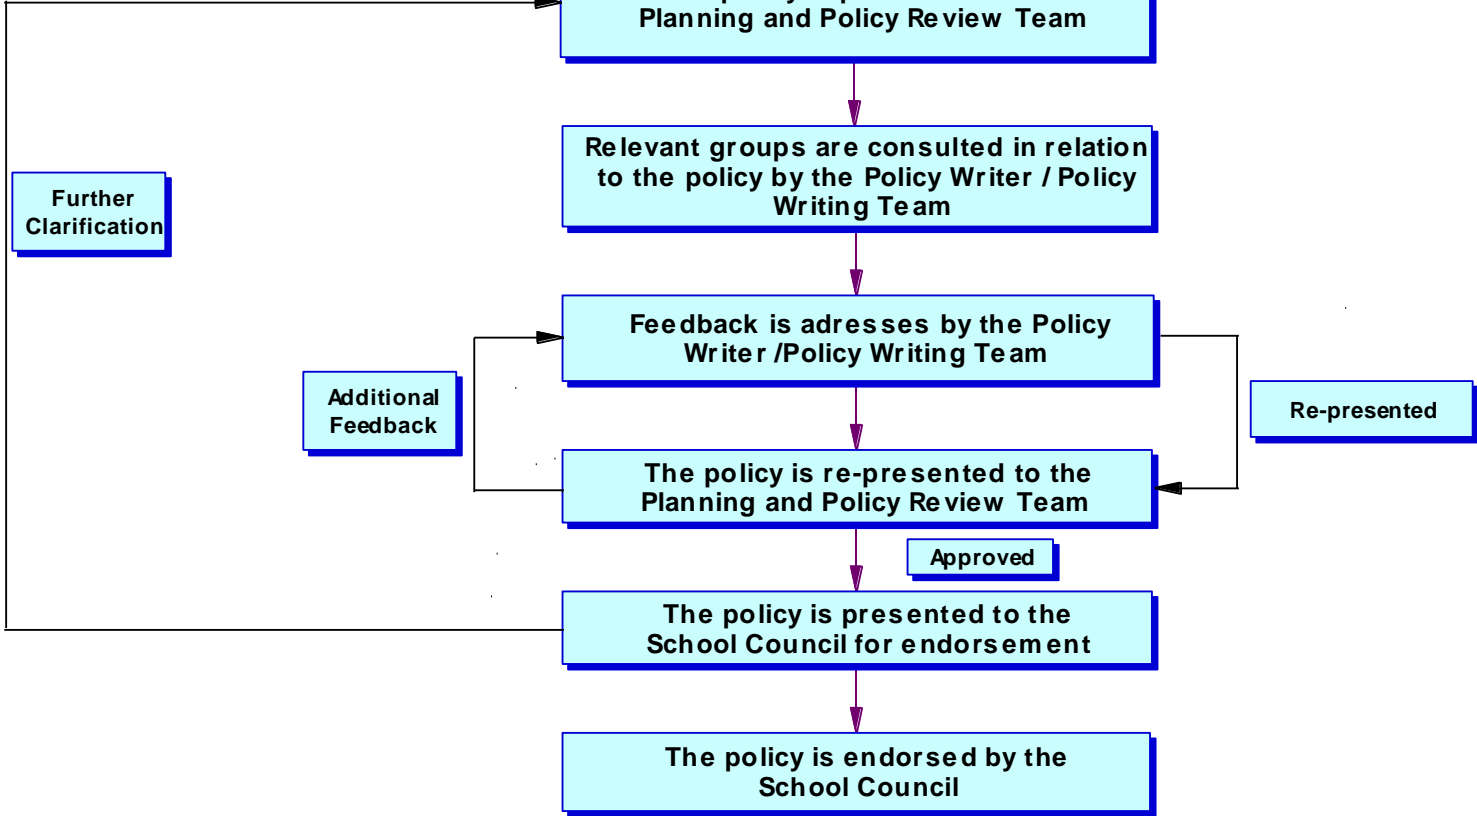 Planning and Policy Review Team
Relevant groups are consulted in relation
to the policy by the Policy Writer / Policy
Writing Team
Further
Clarification
Feedback is adresses by the Policy
Writer /Policy Writing Team
Additional
Feedback
Re-presented
The policy is re-presented to the
Planning and Policy Review Team
Approved
The policy is presented to the
School Council for endorsement
The policy is endorsed by the
School Council